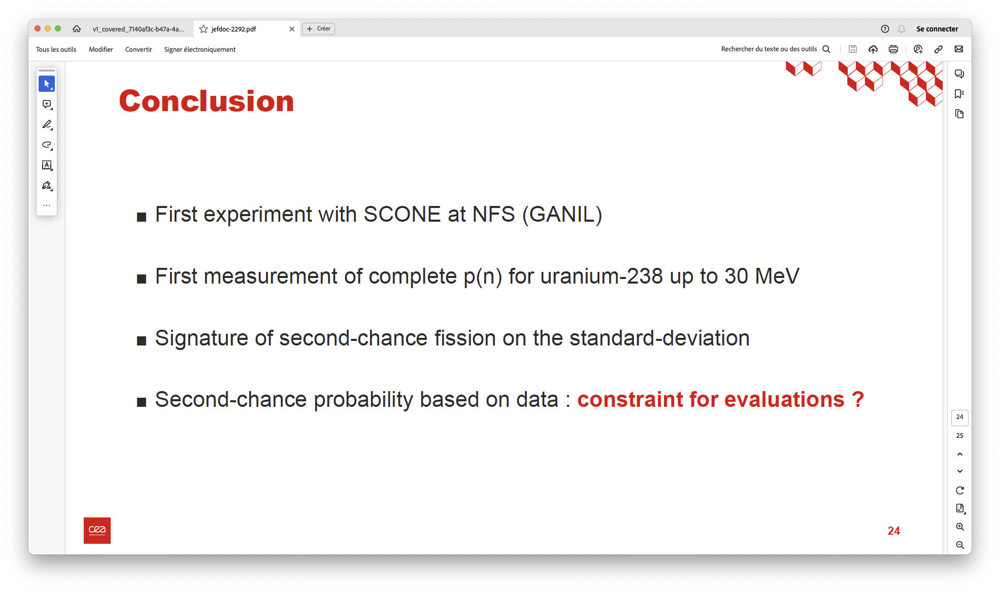 v1_covered_7140af3c-b47a-4a...
jefdoc-2292.pdf
Créer
Se connecter
Tous les outils
Modifier
Convertir
Signer électroniquement
Rechercher du texte ou des outils
Conclusion
■ First experiment with SCONE at NFS (GANIL)
■ First measurement of complete p(n) for uranium-238 up to 30 MeV
■ Signature of second-chance fission on the standard-deviation
■ Second-chance probability based on data : constraint for evaluations ?
24
25
cea
24